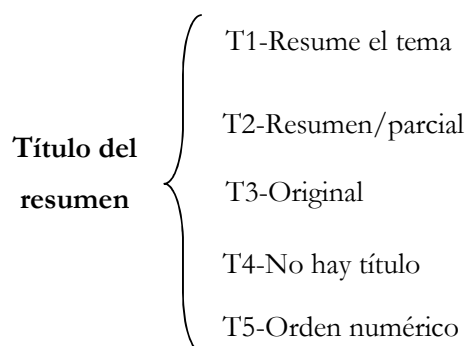 Título del
resumen
T1-Resume el tema
T2-Resumen/parcial
T3-Original
T4-No hay título
T5-Orden numérico